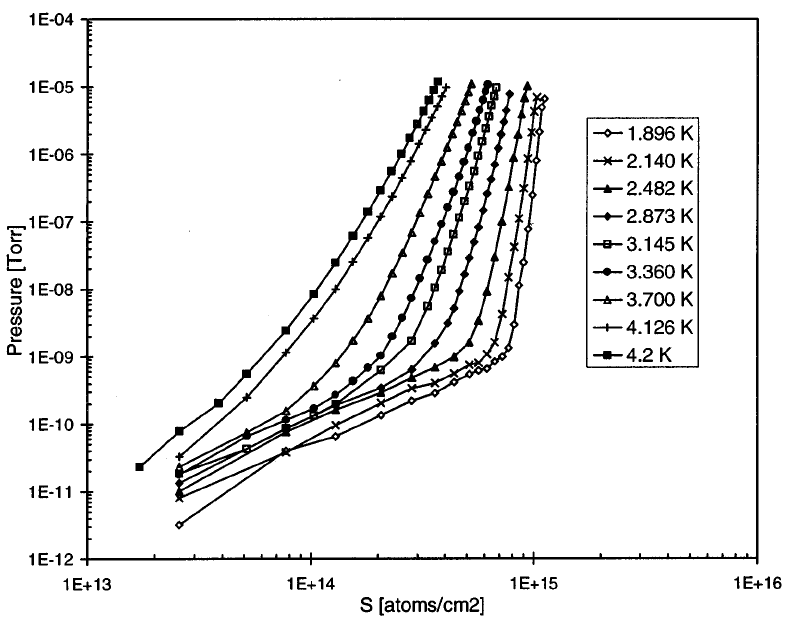 1E-04
1E-05
1E-06
1E-07
1E-08
1E-09
1E-10
1E-11
1E-12
Pressure [Torr]
1E+13
1E+14
1E+15
1E+16
S [atoms/cm2]
1.896 K
2.140 K
2.482 K
2.873 K
3.145 K
3.360 K
3.700 K
4.126 K
4.2 K